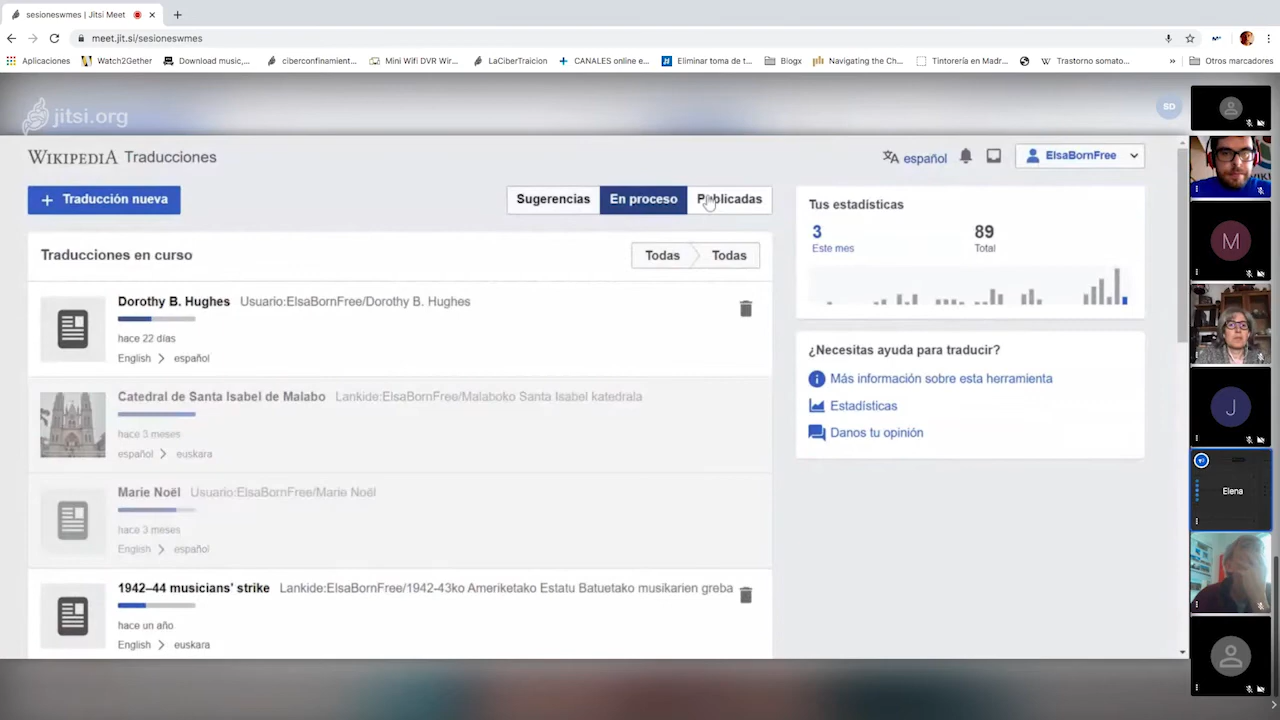 sesioneswmes | Jitsi Meet
meet.jit.si/sesioneswmes
Aplicaciones
Watch2Gether
Download music,...
ciberconfinamient...
Mini Wifi DVR Wir...
LaCiberTraicion
CANALES online e...
Eliminar toma de t...
Blogx
Navigating the Ch...
Tintorería en Madr...
Trastorno somato...
»
Otros marcadores
jitsi.org
SD
WIKIPEDIA Traducciones
español
ElsaBornFree
+ Traducción nueva
Sugerencias
En proceso
Publicadas
Tus estadísticas
3
89
Este mes
Total
Traducciones en curso
Todas
Todas
Dorothy B. Hughes Usuario:ElsaBornFree/Dorothy B. Hughes
hace 22 días
English > español
¿Necesitas ayuda para traducir?
Más información sobre esta herramienta
Estadísticas
Danos tu opinión
Catedral de Santa Isabel de Malabo Lankide:ElsaBornFree/Malaboko Santa Isabel katedrala
hace 3 meses
español > euskara
Marie Noël Usuario:ElsaBornFree/Marie Noël
hace 3 meses
English > español
1942–44 musicians' strike Lankide:ElsaBornFree/1942-43ko Ameriketako Estatu Batuetako musikarien greba
hace un año
English > euskara
M
J
Elena